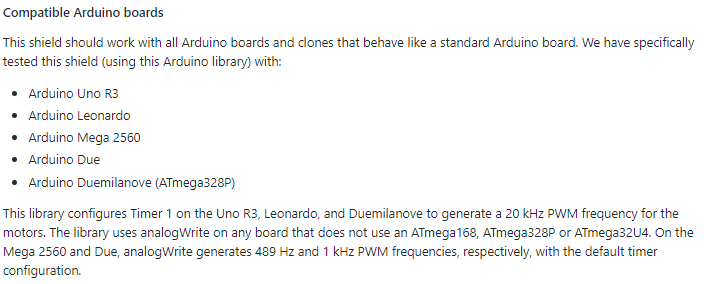 Compatible Arduino boards
This shield should work with all Arduino boards and clones that behave like a standard Arduino board. We have specifically
tested this shield (using this Arduino library) with:
• Arduino Uno R3
• Arduino Leonardo
• Arduino Mega 2560
• Arduino Due
• Arduino Duemilanove (ATmega328P)
This library configures Timer 1 on the Uno R3, Leonardo, and Duemilanove to generate a 20 kHz PWM frequency for the
motors. The library uses analogWrite on any board that does not use an ATmega168, ATmega328P or ATmega32U4. On the
Mega 2560 and Due, analogWrite generates 489 Hz and 1 kHz PWM frequencies, respectively, with the default timer
configuration.